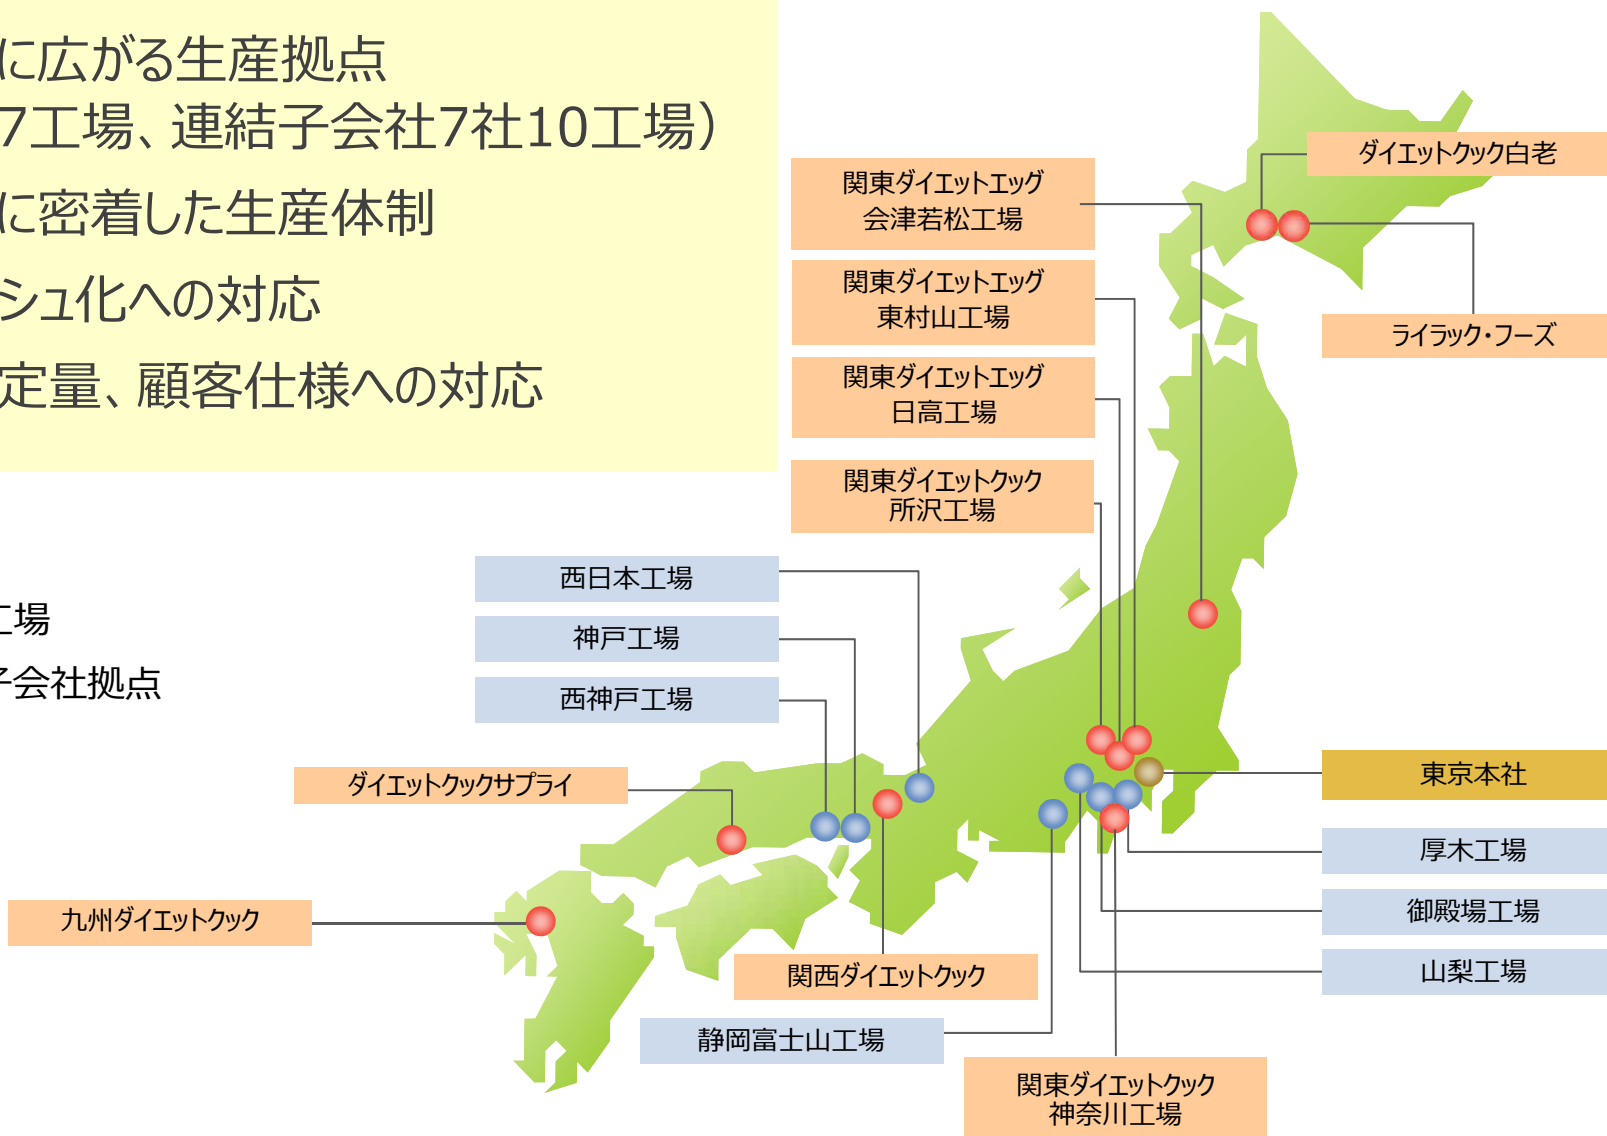 に広がる生産拠点
7工場、連結子会社7社10工場）
に密着した生産体制
シュ化への対応
定量、顧客仕様への対応
工場
子会社拠点
ダイエットクック白老
関東ダイエットエッグ
会津若松工場
関東ダイエットエッグ
東村山工場
ライラック・フーズ
関東ダイエットエッグ
日高工場
関東ダイエットクック
所沢工場
西日本工場
神戸工場
西神戸工場
ダイエットクックサプライ
東京本社
厚木工場
九州ダイエットクック
御殿場工場
関西ダイエットクック
山梨工場
静岡富士山工場
関東ダイエットクック
神奈川工場